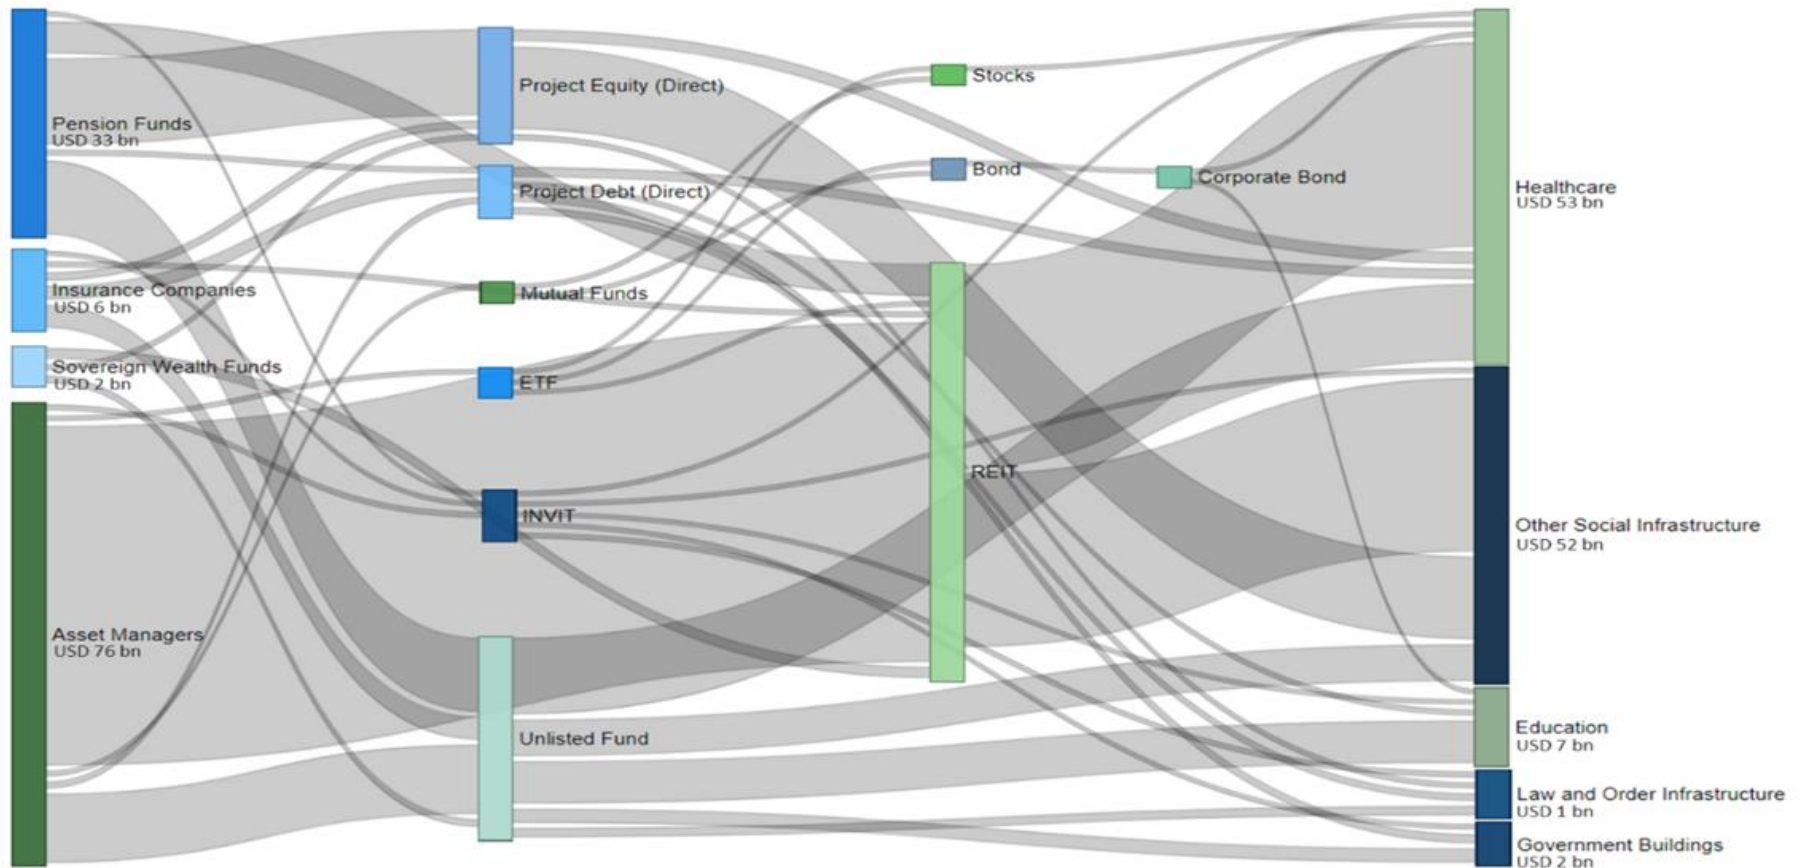 Pension Funds
USD 33 bn
Insurance Companies
USD 6 bn
Sovereign Wealth Funds
USD 2 bn
Asset Managers
USD 76 bn
Project Equity (Direct)
Project Debt (Direct)
Mutual Funds
ETF
INVIT
Unlisted Fund
Stocks
Bond
REIT
Corporate Bond
Healthcare
USD 53 bn
Other Social Infrastructure
USD 52 bn
Education
USD 7 bn
Law and Order Infrastructure
USD 1 bn
Government Buildings
USD 2 bn